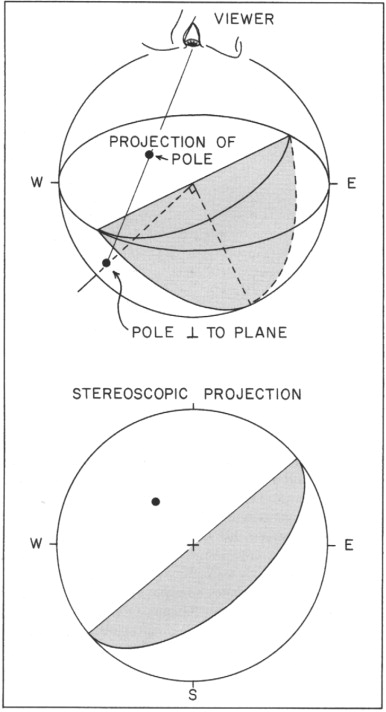 VIEWER
PROJECTION OF
POLE
W
E
POLE ⊥ TO PLANE
STEREOSCOPIC PROJECTION
W
E
S